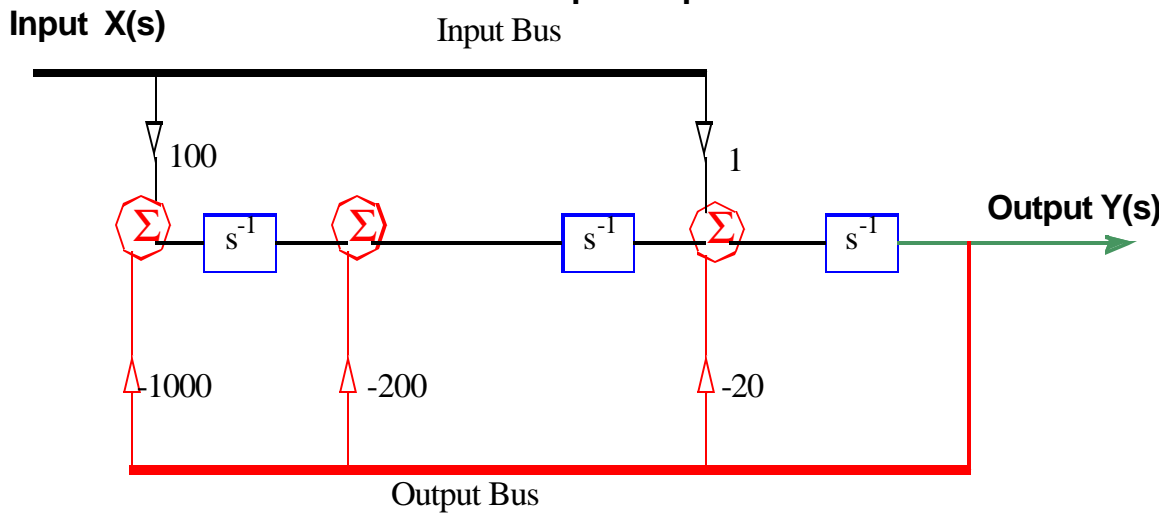 Input X(s)
Input Bus
100
1
Σ
s⁻¹
Σ
s⁻¹
Σ
s⁻¹
Output Y(s)
-1000
-200
-20
Output Bus